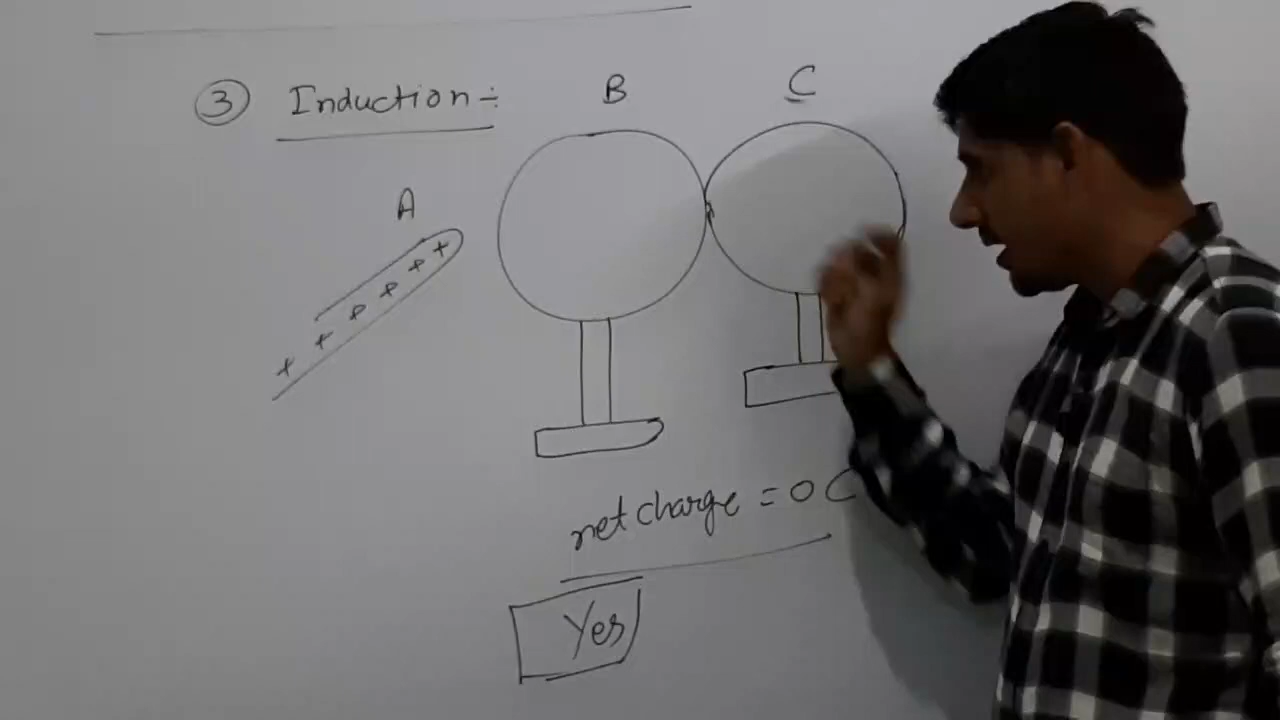 ③ Induction :-
B
C
A
+ + + + + +
net charge = 0 C
Yes